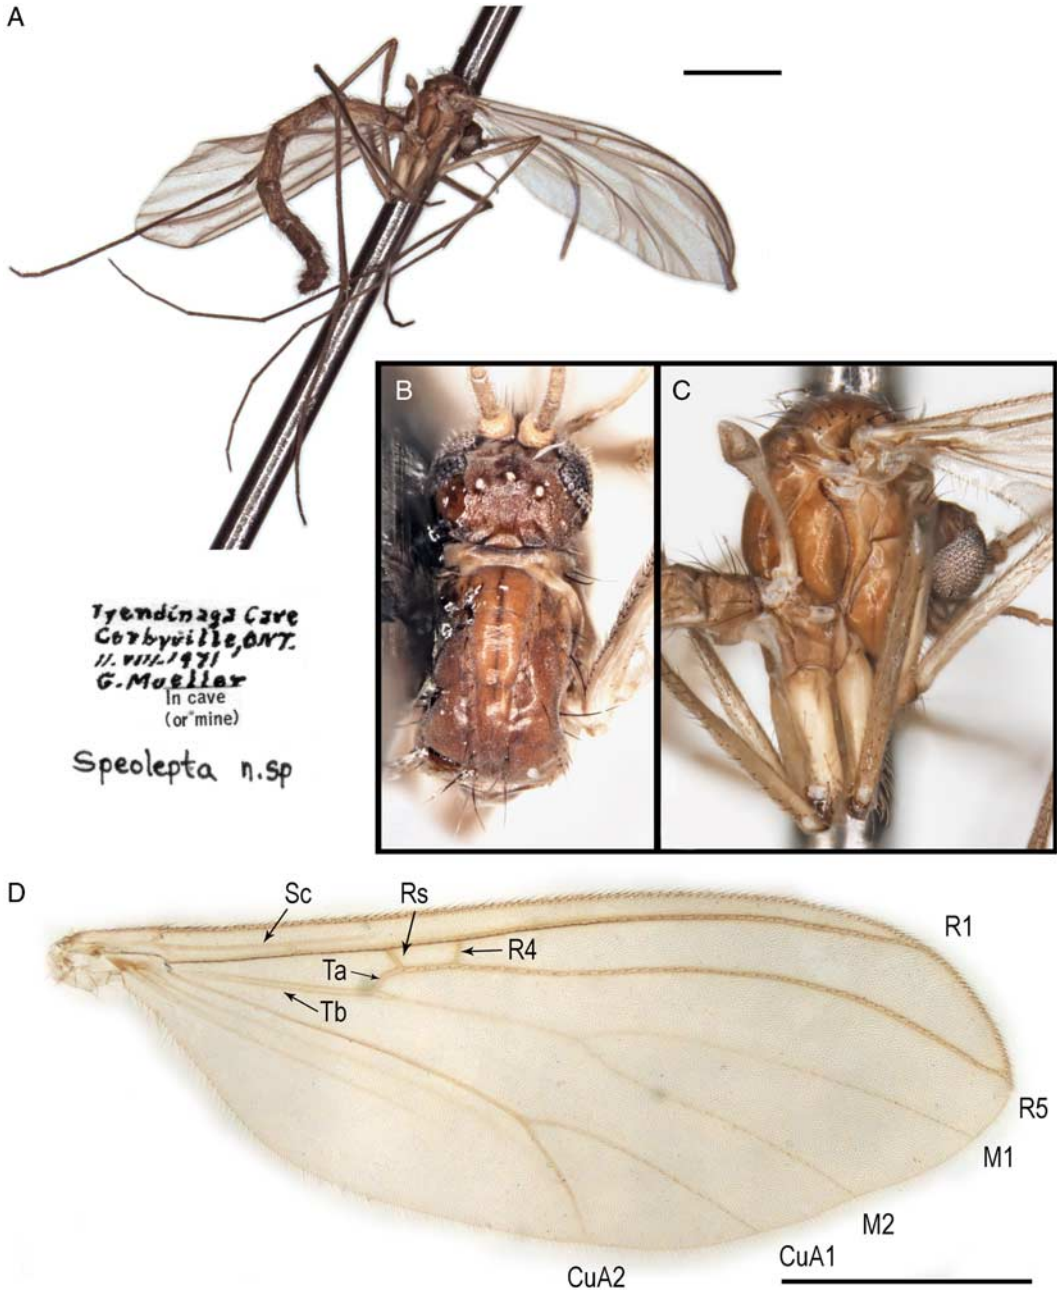 A
Tyendinaga Cave
Corbyville, ONT.
11.VIII.1971
G. Mueller
In cave
(or mine)
Speolepta n.sp
B
C
D
Sc
Rs
R4
Ta
Tb
R1
R5
M1
M2
CuA1
CuA2